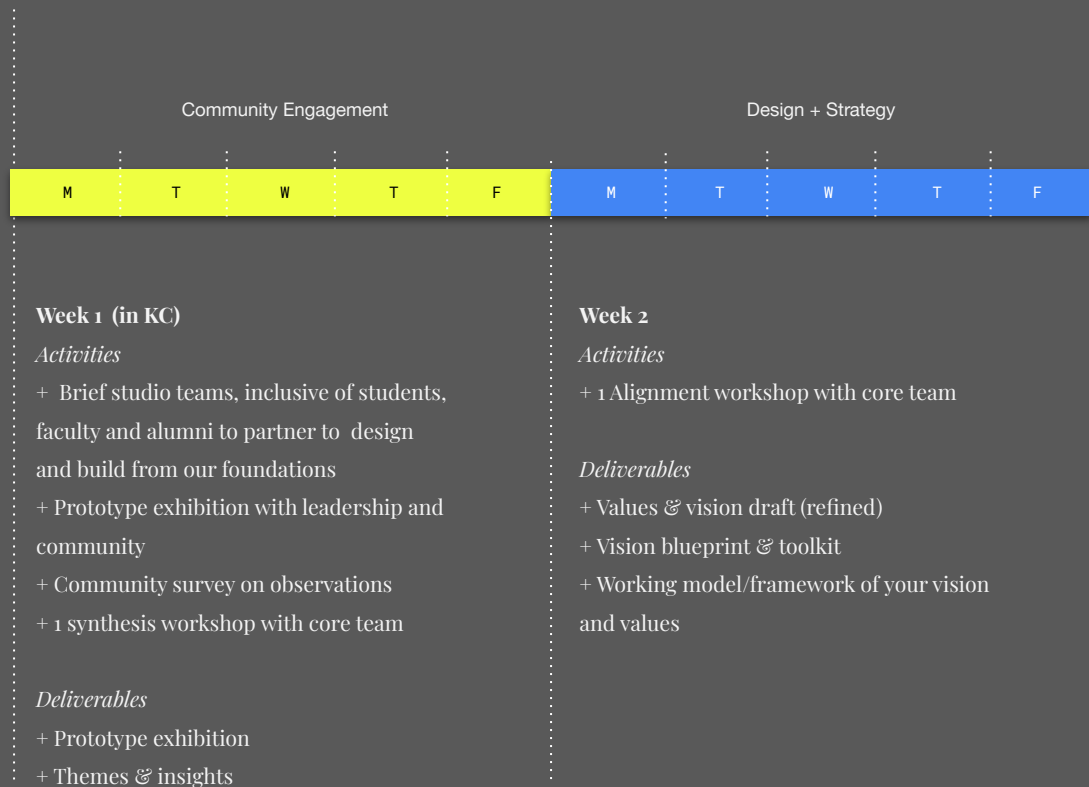 Community Engagement
Design + Strategy
M T W T F M T W T F
Week 1 (in KC)
Activities
+ Brief studio teams, inclusive of students,
faculty and alumni to partner to design
and build from our foundations
+ Prototype exhibition with leadership and
community
+ Community survey on observations
+ 1 synthesis workshop with core team
Deliverables
+ Prototype exhibition
+ Themes & insights
Week 2
Activities
+ 1 Alignment workshop with core team
Deliverables
+ Values & vision draft (refined)
+ Vision blueprint & toolkit
+ Working model/framework of your vision
and values